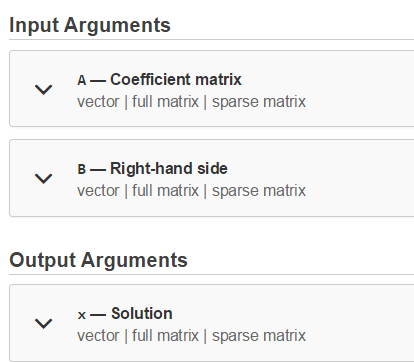 Input Arguments
A — Coefficient matrix
vector | full matrix | sparse matrix
B — Right-hand side
vector | full matrix | sparse matrix
Output Arguments
x — Solution
vector | full matrix | sparse matrix